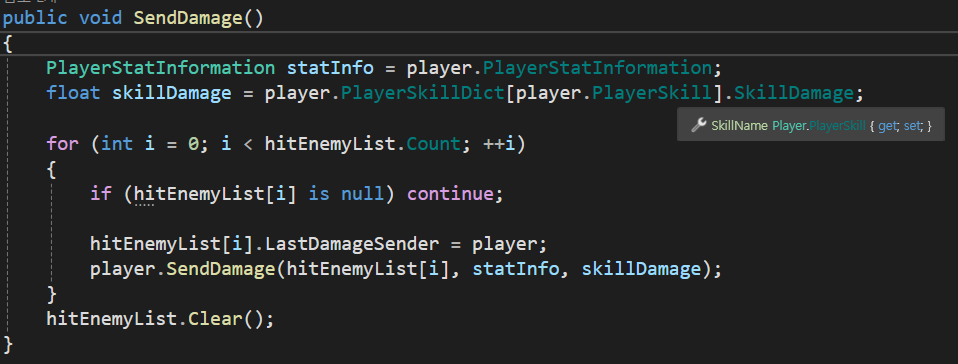 public void SendDamage()
{
PlayerStatInformation statInfo = player.PlayerStatInformation;
float skillDamage = player.PlayerSkillDict[player.PlayerSkill].SkillDamage;
SkillName Player.PlayerSkill { get; set; }
for (int i = 0; i < hitEnemyList.Count; ++i)
{
if (hitEnemyList[i] is null) continue;
hitEnemyList[i].LastDamageSender = player;
player.SendDamage(hitEnemyList[i], statInfo, skillDamage);
}
hitEnemyList.Clear();
}